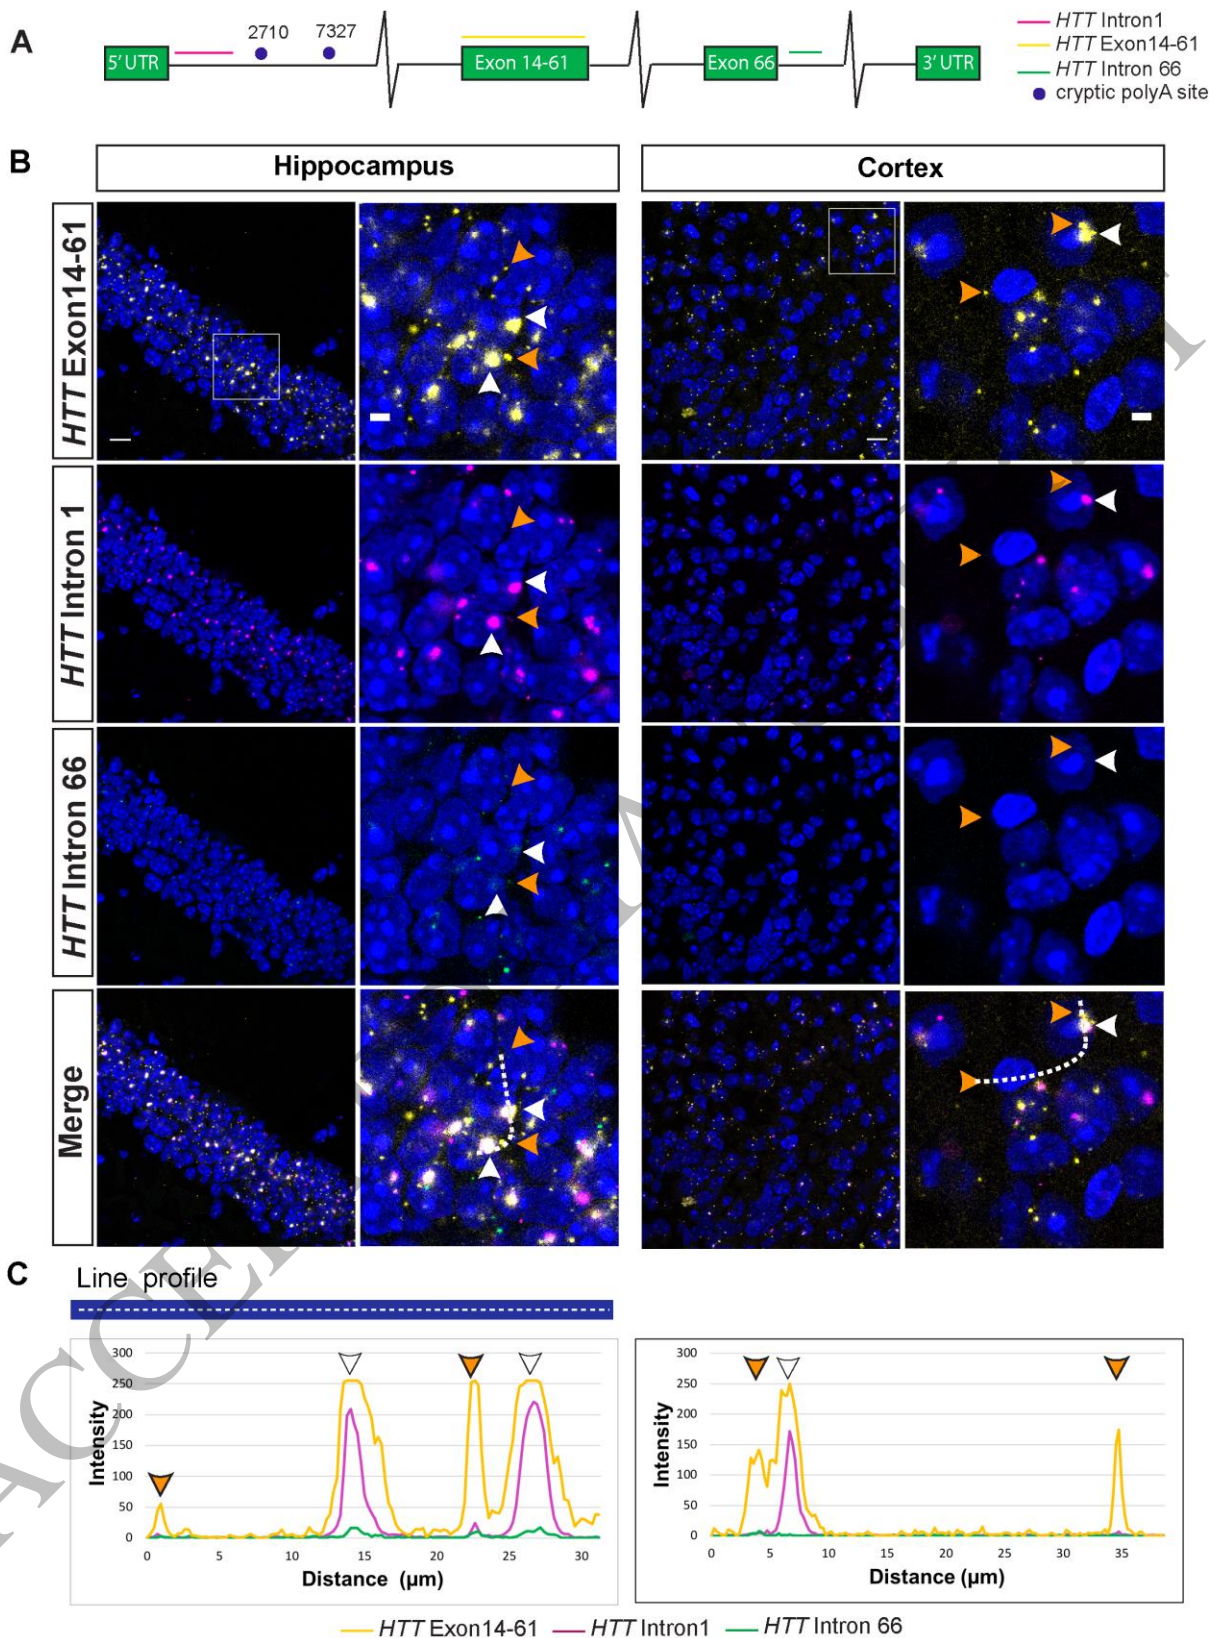 A
5' UTR
2710
7327
Exon 14-61
Exon 66
3' UTR
HTT Intron1
HTT Exon14-61
HTT Intron 66
cryptic polyA site
B
Hippocampus
Cortex
HTT Exon14-61
HTT Intron 1
HTT Intron 66
Merge
C
Line profile
300
250
200
150
100
50
0
Intensity
0 5 10 15 20 25 30
Distance (µm)
300
250
200
150
100
50
0
Intensity
0 5 10 15 20 25 30 35
Distance (µm)
HTT Exon14-61 HTT Intron1 HTT Intron 66